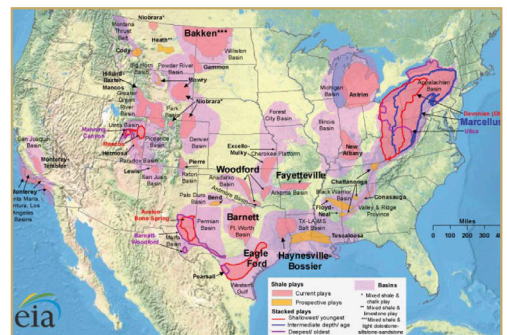 Niobrara*
Montana
Thrust
Belt
Bakken***
Heath**
Cody
Williston
Basin
Big Horn
Basin
Powder River
Basin
Gammon
Hilliard-
Baxter-
Mancos
Mowry
Greater
Green
River
Basin
Niobrara*
Park
Basin
Uinta Basin
Manning
Canyon
Piceance
Basin
Denver
Basin
Mancos
Hermosa
Paradox Basin
Pierre
Lewis
San Juan
Basin
Raton
Basin
San Joaquin
Basin
Monterey-
Temblor
Monterey
Santa Maria,
Ventura, Los
Angeles
Basins
Forest
City Basin
Excello-
Mulky
Cherokee Platform
Michigan
Basin
Antrim
Illinois
Basin
New
Albany
Appalachian
Basin
Marcellus
Utica
Woodford
Anadarko
Basin
Fayetteville
Arkoma Basin
Palo Duro
Basin
Bend
Chattanooga
Black Warrior
Basin
Conasauga
Valley & Ridge
Province
Floyd-
Neal
Avalon-
Bone Spring
Permian
Basin
Barnett
Ft. Worth
Basin
TX-LA-MS
Salt Basin
Tuscaloosa
Barnett-
Woodford
Marfa
Basin
Eagle
Ford
Haynesville-
Bossier
Pearsall
Western
Gulf
Miles
0 100 200 300 400
Shale plays
Current plays
Prospective plays
Stacked plays
Shallowest/ youngest
Intermediate depth/ age
Deepest/ oldest
Basins
* Mixed shale &
chalk play
** Mixed shale &
limestone play
*** Mixed shale &
tight dolostone-
siltstone-sandstone
eia